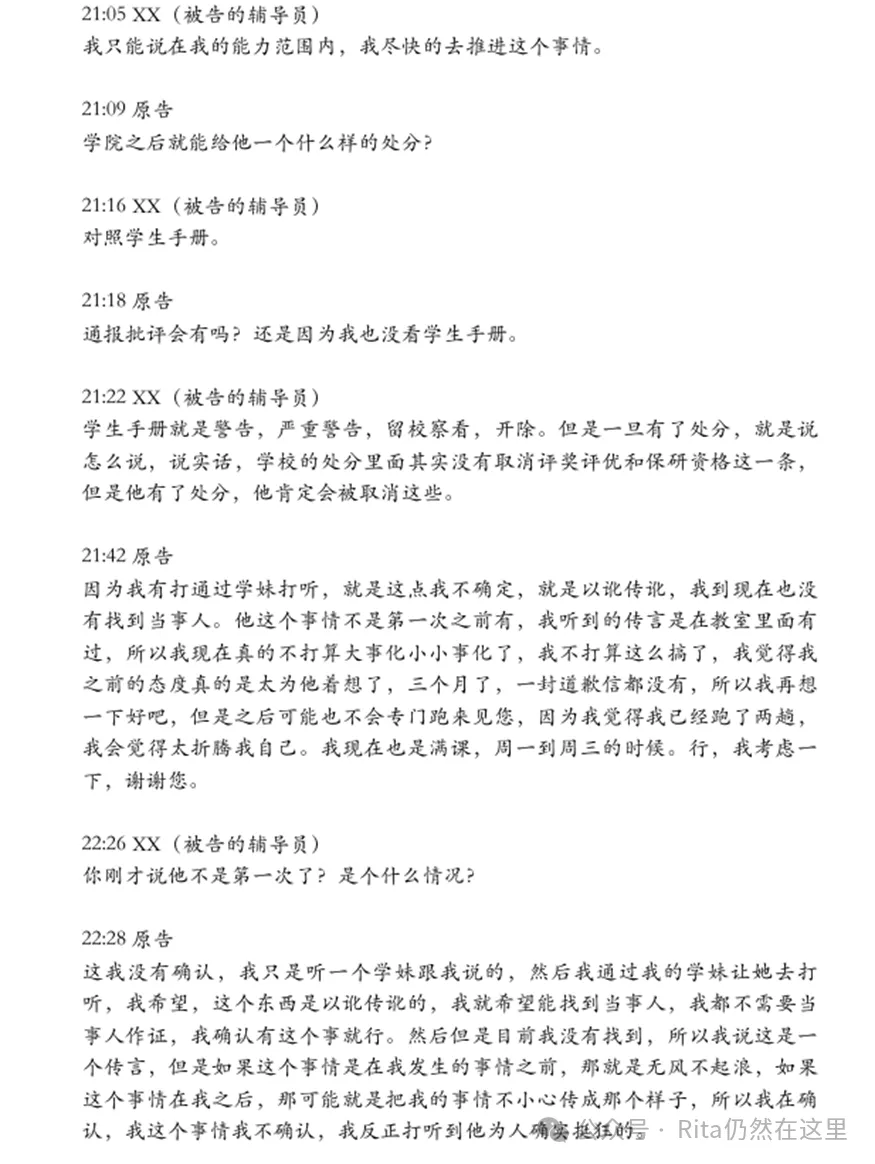 21:05 XX（被告的辅导员）
我只能说在我的能力范围内，我尽快的去推进这个事情。
21:09 原告
学院之后就能给他一个什么样的处分？
21:16 XX（被告的辅导员）
对照学生手册。
21:18 原告
通报批评会有吗？还是因为我也没看学生手册。
21:22 XX（被告的辅导员）
学生手册就是警告，严重警告，留校察看，开除。但是一旦有了处分，就是说
怎么说，说实话，学校的处分里面其实没有取消评奖评优和保研资格这一条，
但是他有了处分，他肯定会被取消这些。
21:42 原告
因为我有打通过学妹打听，就是这点我不确定，就是以讹传讹，我到现在也没
有找到当事人。他这个事情不是第一次之前有，我听到的传言是在教室里面有
过，所以我现在真的不打算大事化小小事化了，我不打算这么搞了，我觉得我
之前的态度真的是太为他着想了，三个月了，一封道歉信都没有，所以我再想
一下好吧，但是之后可能也不会专门跑来见您，因为我觉得我已经跑了两趟，
我会觉得太折腾我自己。我现在也是满课，周一到周三的时候。行，我考虑一
下，谢谢您。
22:26 XX（被告的辅导员）
你刚才说他不是第一次了？是个什么情况？
22:28 原告
这我没有确认，我只是听一个学妹跟我说的，然后我通过我的学妹让她去打
听，我希望，这个东西是以讹传讹的，我就希望能找到当事人，我都不需要当
事人作证，我确认有这个事就行。然后但是目前我没有找到，所以我说这是一
个传言，但是如果这个事情是在我发生的事情之前，那就是无风不起浪，如果
这个事情在我之后，那可能就是把我的事情不小心传成那个样子，所以我在确
认，我这个事情我不确认，我反正打听到他为人确实挺狂的。
公众号 · Rita仍然在这里